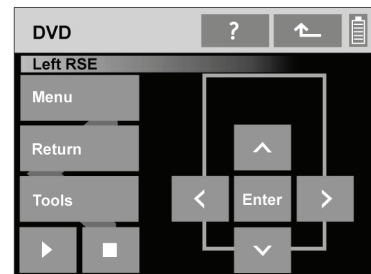 DVD ?
Left RSE
Menu
Return
Tools
Enter